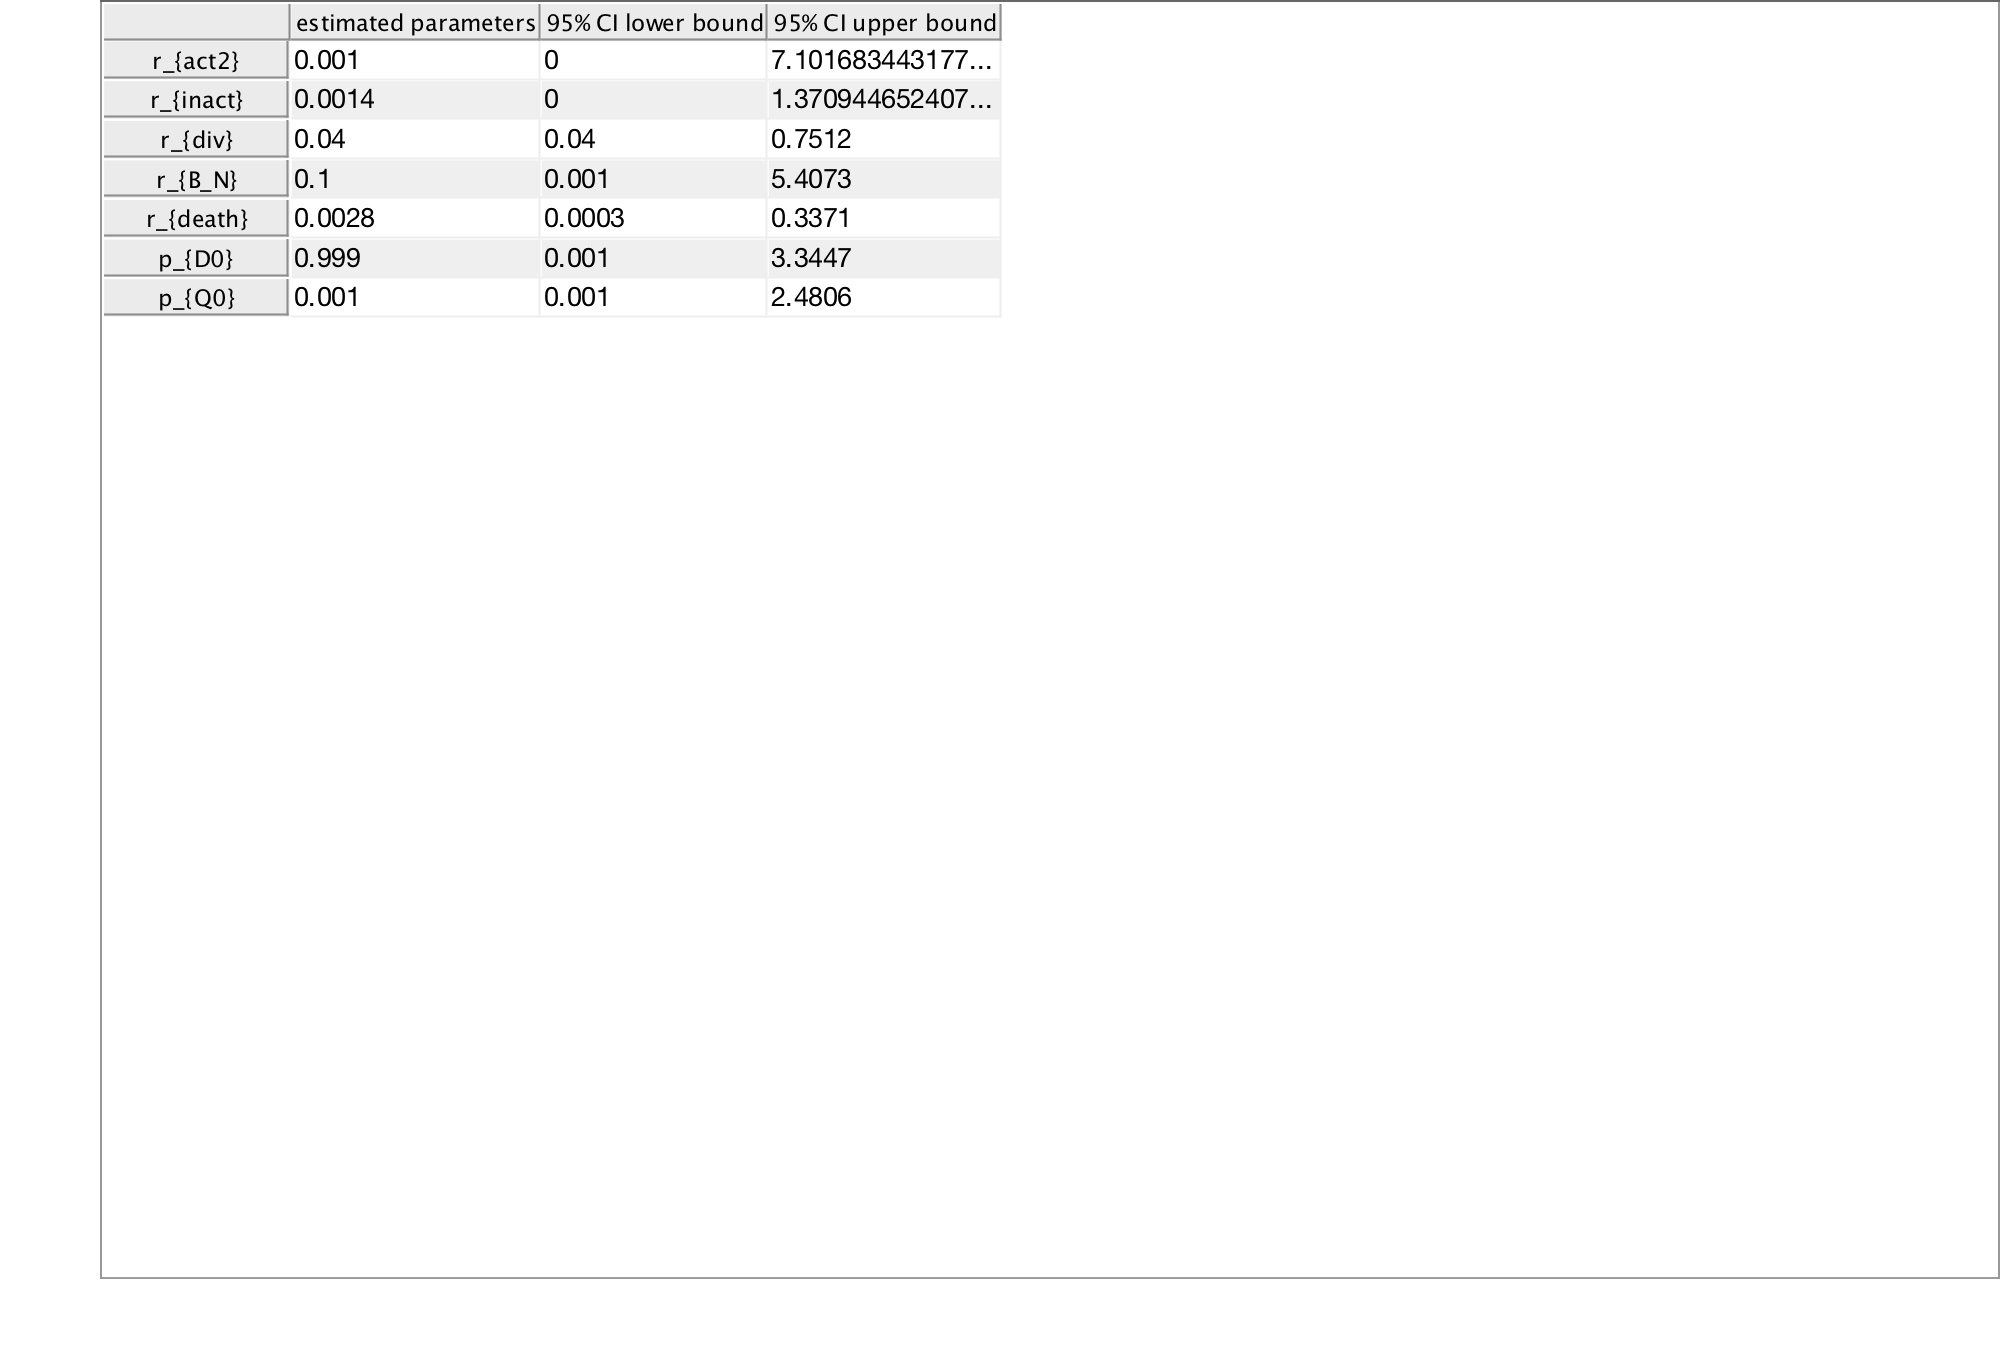 estimated parameters 95% CI lower bound 95% CI upper bound
r_{act2} 0.001 0 7.101683443177...
r_{inact} 0.0014 0 1.370944652407...
r_{div} 0.04 0.04 0.7512
r_{B_N} 0.1 0.001 5.4073
r_{death} 0.0028 0.0003 0.3371
p_{D0} 0.999 0.001 3.3447
p_{Q0} 0.001 0.001 2.4806